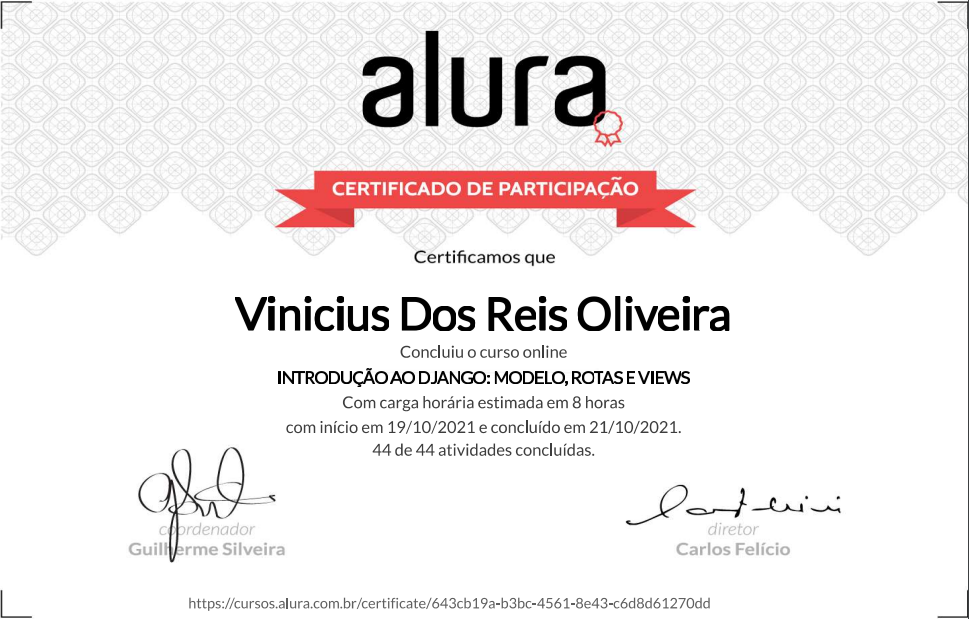 alura
CERTIFICADO DE PARTICIPAÇÃO
Certificamos que
Vinicius Dos Reis Oliveira
Concluiu o curso online
INTRODUÇÃO AO DJANGO: MODELO, ROTAS E VIEWS
Com carga horária estimada em 8 horas
com início em 19/10/2021 e concluído em 21/10/2021.
44 de 44 atividades concluídas.
coordenador
Guilherme Silveira
diretor
Carlos Felício
https://cursos.alura.com.br/certificate/643cb19a-b3bc-4561-8e43-c6d8d61270dd